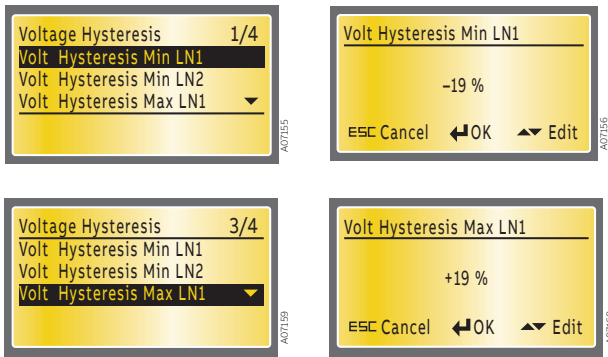 Voltage Hysteresis 1/4
Volt Hysteresis Min LN1
Volt Hysteresis Min LN2
Volt Hysteresis Max LN1
A07155
Volt Hysteresis Min LN1
–19 %
ESC Cancel OK Edit
A07156
Voltage Hysteresis 3/4
Volt Hysteresis Min LN1
Volt Hysteresis Min LN2
Volt Hysteresis Max LN1
A07159
Volt Hysteresis Max LN1
+19 %
ESC Cancel OK Edit